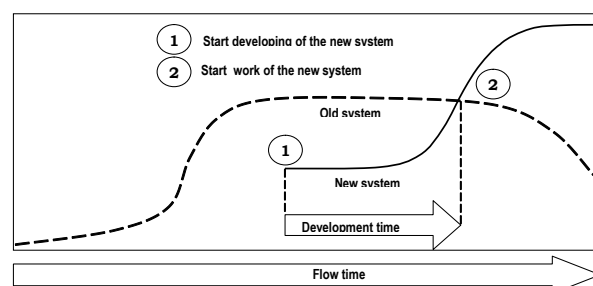 1 Start developing of the new system
2 Start work of the new system
2
Old system
1
New system
Development time
Flow time